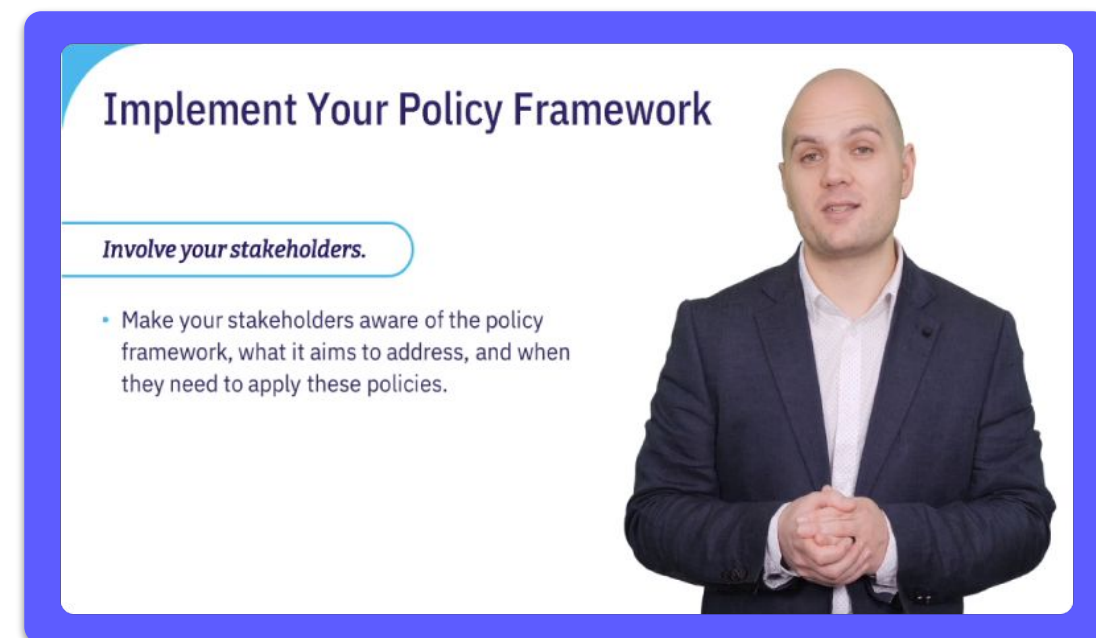 Implement Your Policy Framework
Involve your stakeholders.
• Make your stakeholders aware of the policy
framework, what it aims to address, and when
they need to apply these policies.